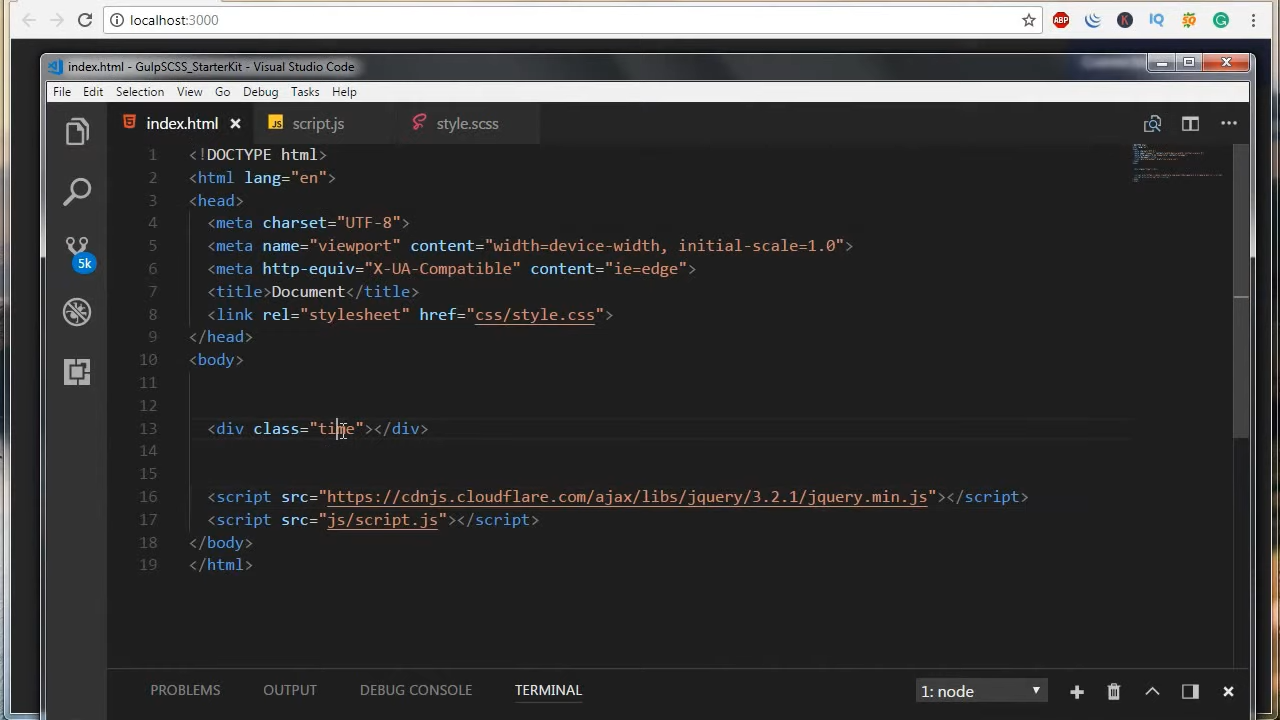 localhost:3000
ABP
K
IQ
index.html - GulpSCSS_StarterKit - Visual Studio Code
File Edit Selection View Go Debug Tasks Help
index.html script.js style.scss
1 <!DOCTYPE html>
2 <html lang="en">
3 <head>
4 <meta charset="UTF-8">
5 <meta name="viewport" content="width=device-width, initial-scale=1.0">
6 <meta http-equiv="X-UA-Compatible" content="ie=edge">
7 <title>Document</title>
8 <link rel="stylesheet" href="css/style.css">
9 </head>
10 <body>
11
12
13 <div class="time"></div>
14
15
16 <script src="https://cdnjs.cloudflare.com/ajax/libs/jquery/3.2.1/jquery.min.js"></script>
17 <script src="js/script.js"></script>
18 </body>
19 </html>
5k
PROBLEMS OUTPUT DEBUG CONSOLE TERMINAL 1: node